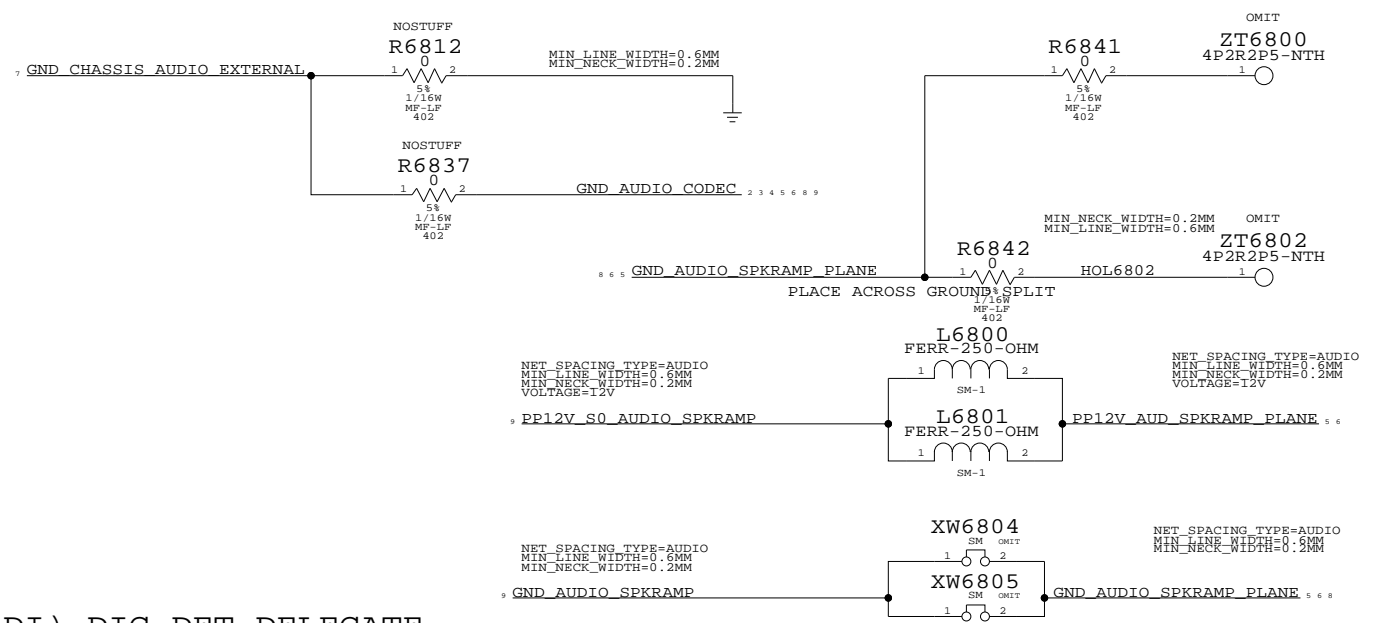 NOSTUFF
R6812
0
1
2
5%
1/16W
MF-LF
402
MIN_LINE_WIDTH=0.6MM
MIN_NECK_WIDTH=0.2MM
7 GND_CHASSIS_AUDIO_EXTERNAL
NOSTUFF
R6837
0
1
2
5%
1/16W
MF-LF
402
GND_AUDIO_CODEC 2 3 4 5 6 8 9
R6841
0
1
2
5%
1/16W
MF-LF
402
OMIT
ZT6800
4P2R2P5-NTH
1
8 6 5 GND_AUDIO_SPKRAMP_PLANE
R6842
0
1
2
5%
1/16W
MF-LF
402
PLACE ACROSS GROUND SPLIT
MIN_NECK_WIDTH=0.2MM
MIN_LINE_WIDTH=0.6MM
HOL6802
OMIT
ZT6802
4P2R2P5-NTH
1
NET_SPACING_TYPE=AUDIO
MIN_LINE_WIDTH=0.6MM
MIN_NECK_WIDTH=0.2MM
VOLTAGE=12V
9 PP12V_S0_AUDIO_SPKRAMP
L6800
FERR-250-OHM
1
2
SM-1
L6801
FERR-250-OHM
1
2
SM-1
NET_SPACING_TYPE=AUDIO
MIN_LINE_WIDTH=0.6MM
MIN_NECK_WIDTH=0.2MM
VOLTAGE=12V
PP12V_AUD_SPKRAMP_PLANE 5 6
NET_SPACING_TYPE=AUDIO
MIN_LINE_WIDTH=0.6MM
MIN_NECK_WIDTH=0.2MM
9 GND_AUDIO_SPKRAMP
XW6804
SM OMIT
1
2
XW6805
SM OMIT
1
2
NET_SPACING_TYPE=AUDIO
MIN_LINE_WIDTH=0.6MM
MIN_NECK_WIDTH=0.2MM
GND_AUDIO_SPKRAMP_PLANE 5 6 8